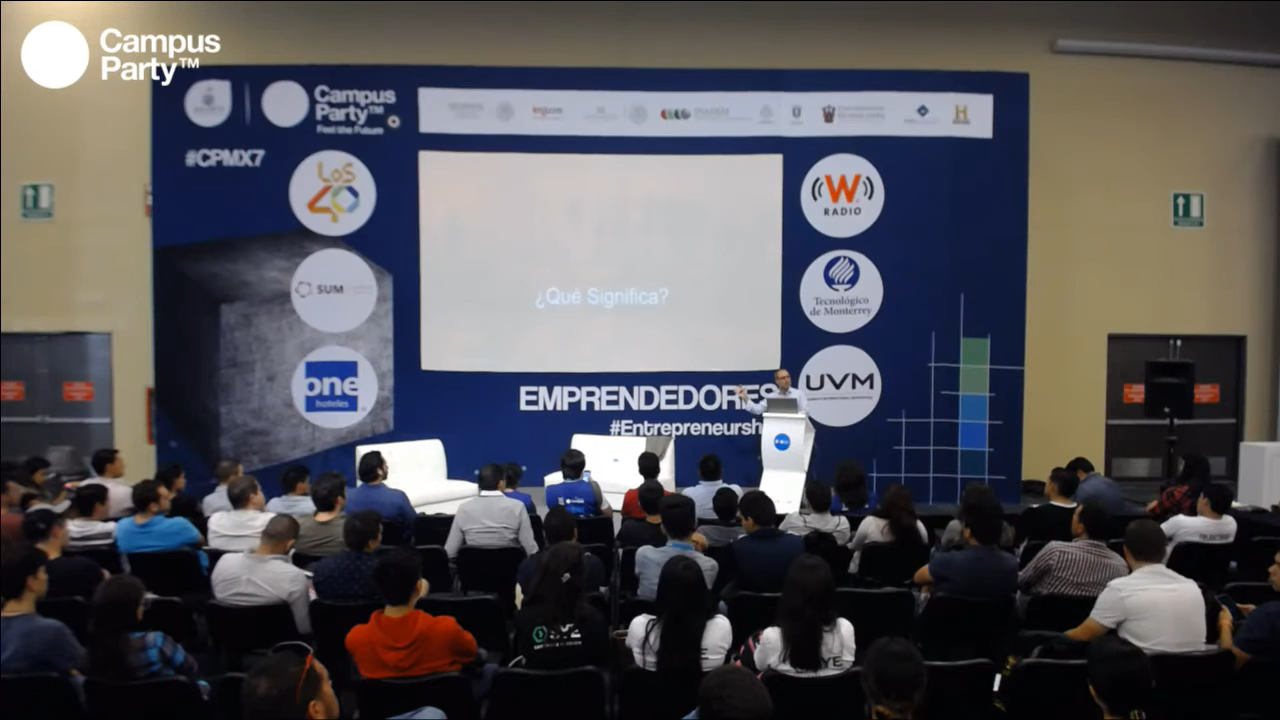 Campus
Party™
Campus
Party™
Feel the Future
#CPMX7
LOS
40
W
RADIO
SUM
¿Qué Significa?
Tecnológico
de Monterrey
one
hoteles
UVM
EMPRENDEDORES
#Entrepreneursh
H